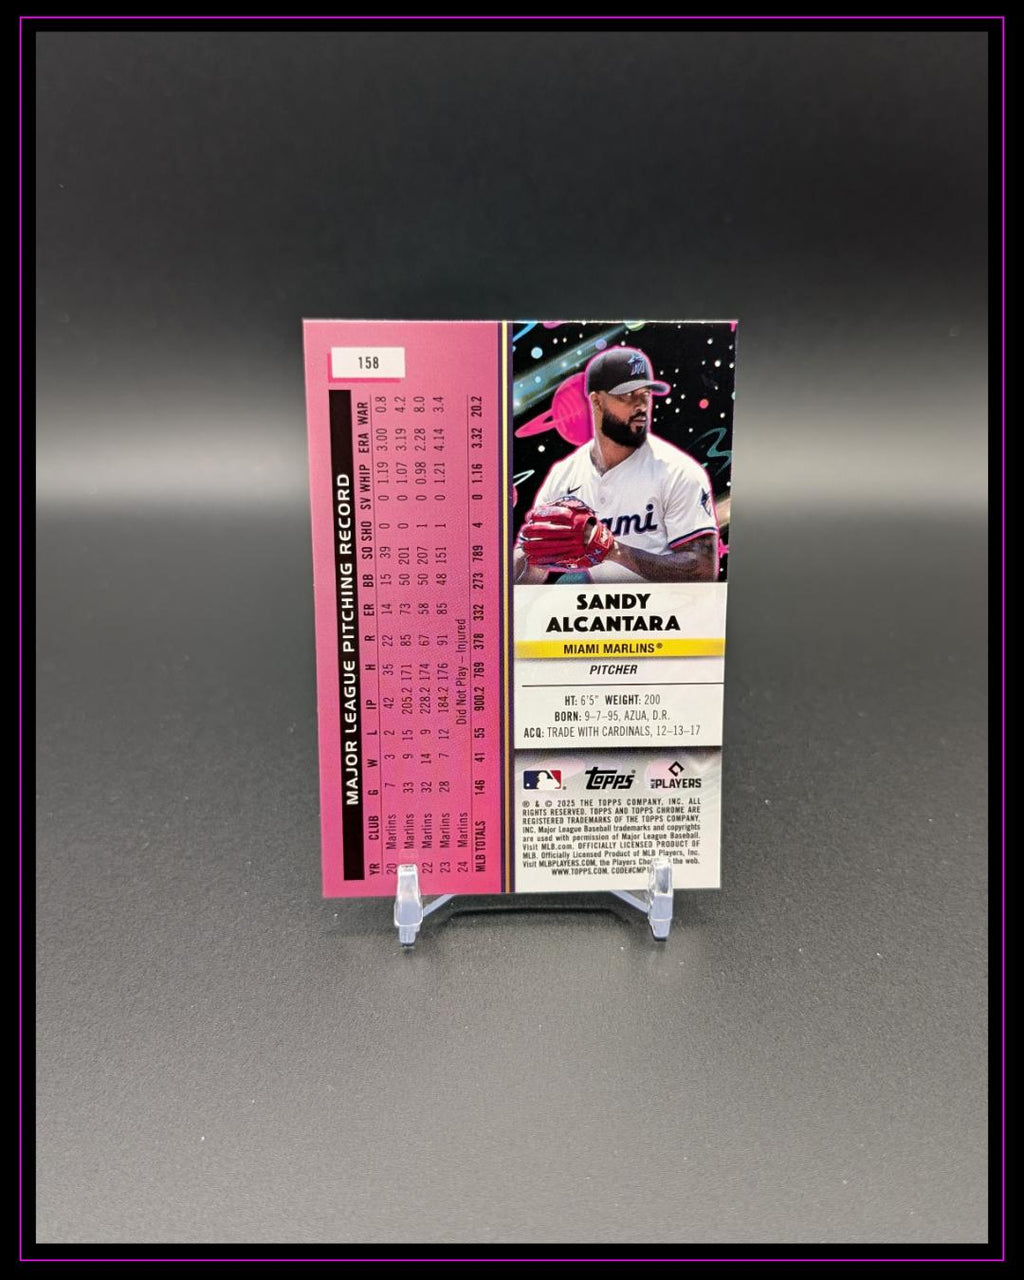 158
MAJOR LEAGUE PITCHING RECORD
YR CLUB G W L IP H R ER BB SO SHO SV WHIP ERA WAR
20 Marlins 7 3 2 42 35 22 14 15 39 0 0 1.19 3.00 0.8
Marlins 33 9 15 205.2 171 85 73 50 201 0 0 1.07 3.19 4.2
22 Marlins 32 14 9 228.2 174 67 58 50 207 1 0 0.98 2.28 8.0
23 Marlins 28 7 12 184.2 176 91 85 48 151 1 0 1.21 4.14 3.4
24 Marlins Did Not Play – Injured
MLB TOTALS 146 41 55 900.2 769 378 332 273 789 4 0 1.16 3.32 20.2
ami
SANDY
ALCANTARA
MIAMI MARLINS®
PITCHER
HT: 6'5" WEIGHT: 200
BORN: 9-7-95, AZUA, D.R.
ACQ: TRADE WITH CARDINALS, 12-13-17
topps
MLB PLAYERS
® & © 2025 THE TOPPS COMPANY, INC. ALL
RIGHTS RESERVED. TOPPS AND TOPPS CHROME ARE
REGISTERED TRADEMARKS OF THE TOPPS COMPANY,
INC. Major League Baseball trademarks and copyrights
are used with permission of Major League Baseball.
Visit MLB.com. OFFICIALLY LICENSED PRODUCT OF
MLB. Officially Licensed Product of MLB Players, Inc.
Visit MLBPLAYERS.COM, the Players the web.
WWW.TOPPS.COM.